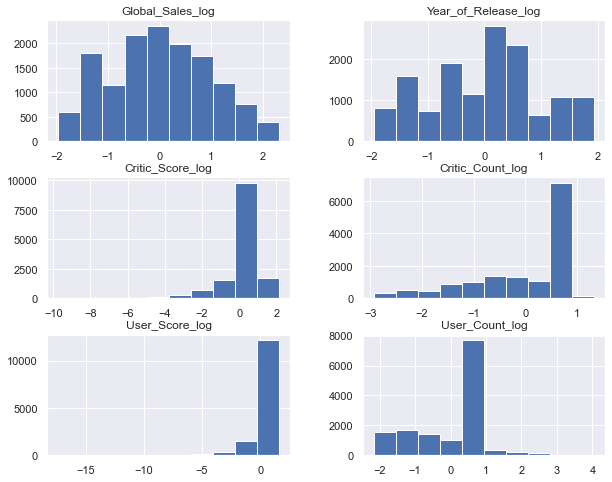 Global_Sales_log
Year_of_Release_log
2000
1500
1000
500
0
−2 −1 0 1 2
2000
1000
0
−2 −1 0 1 2
Critic_Score_log
Critic_Count_log
10000
7500
5000
2500
0
−10 −8 −6 −4 −2 0 2
6000
4000
2000
0
−3 −2 −1 0 1
User_Score_log
User_Count_log
10000
5000
0
−15 −10 −5 0
8000
6000
4000
2000
0
−2 −1 0 1 2 3 4